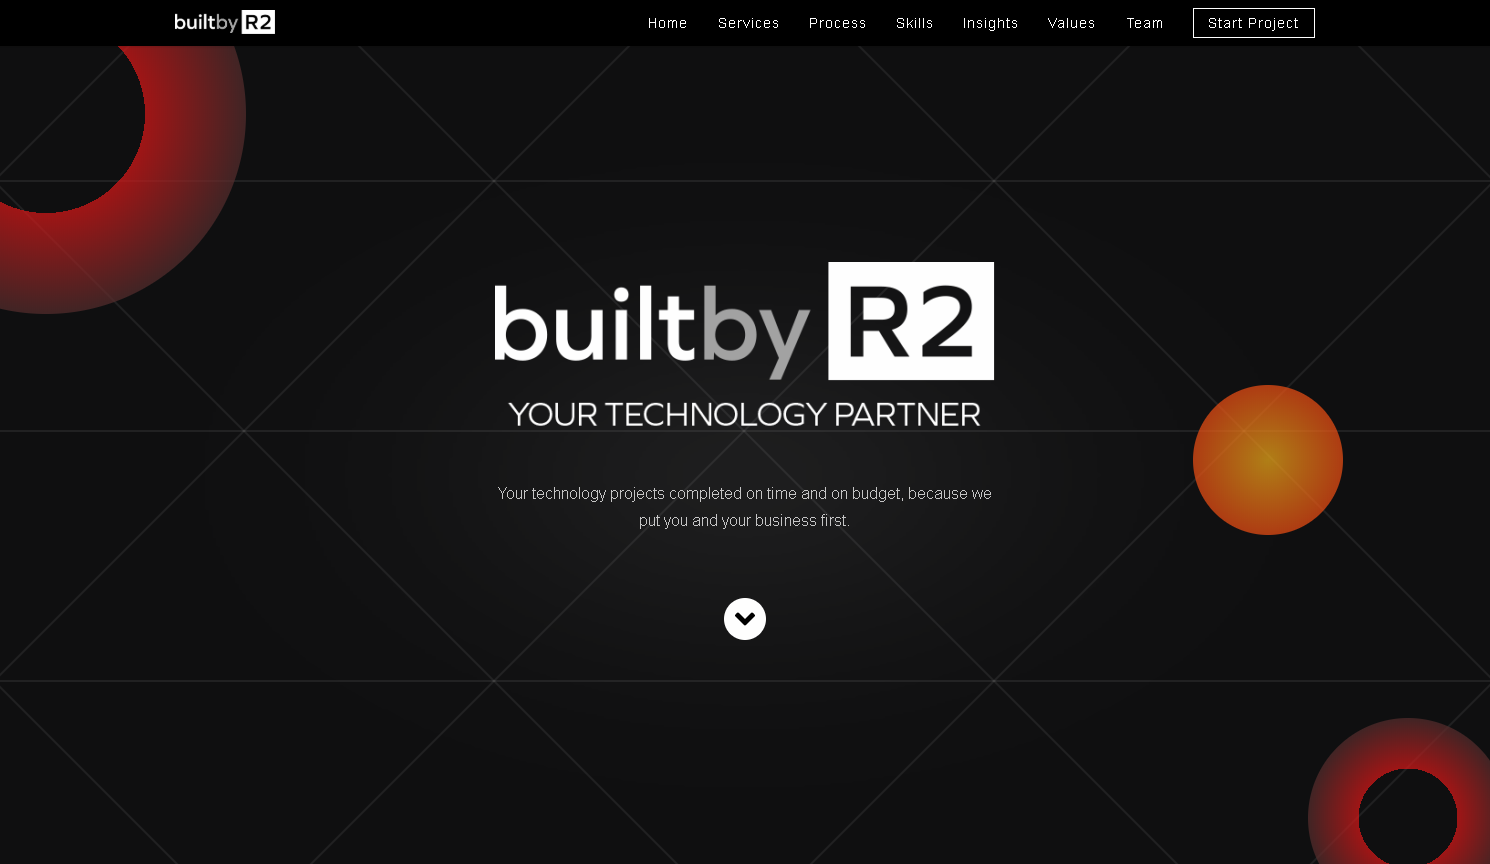 builtby R2
Home Services Process Skills Insights Values Team Start Project
builtby R2
YOUR TECHNOLOGY PARTNER
Your technology projects completed on time and on budget, because we
put you and your business first.